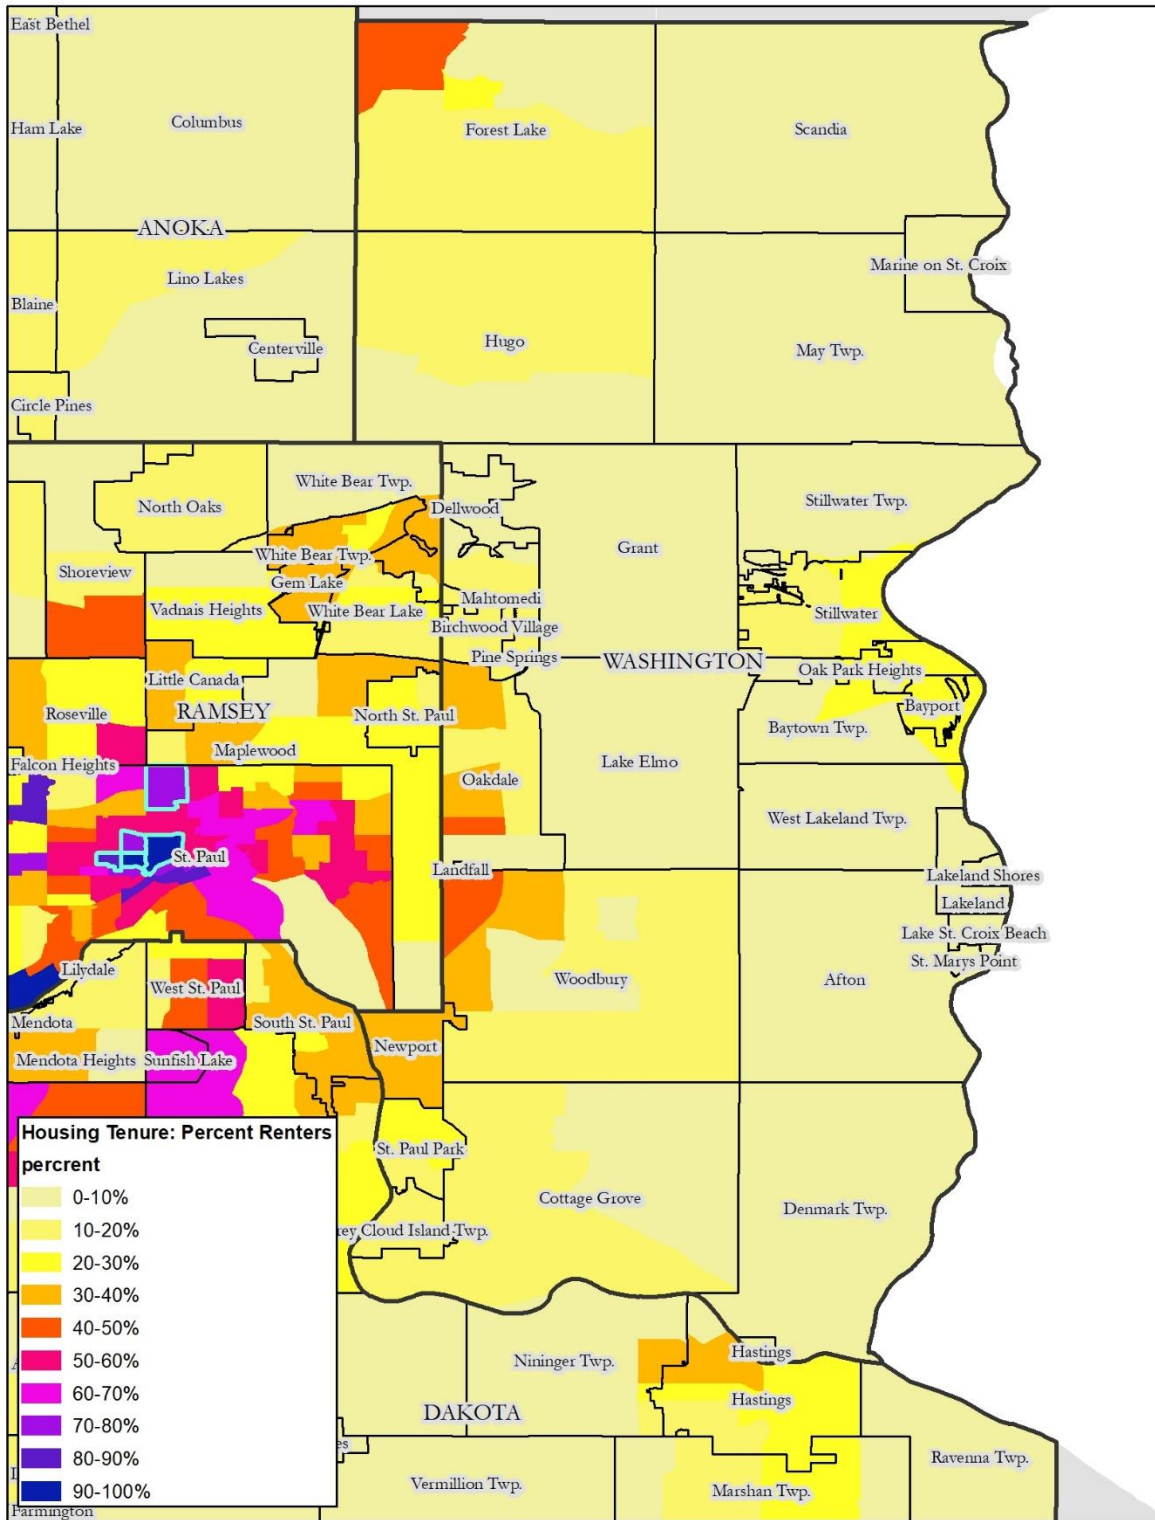 East Bethel
Ham Lake
Columbus
Forest Lake
Scandia
ANOKA
Marine on St. Croix
Lino Lakes
Blaine
Centerville
Hugo
May Twp.
Circle Pines
White Bear Twp.
North Oaks
Dellwood
Stillwater Twp.
White Bear Twp.
Grant
Shoreview
Gem Lake
Mahtomedi
Vadnais Heights
White Bear Lake
Stillwater
Birchwood Village
Pine Springs
WASHINGTON
Oak Park Heights
Little Canada
Roseville
RAMSEY
North St. Paul
Bayport
Baytown Twp.
Maplewood
Falcon Heights
Lake Elmo
Oakdale
West Lakeland Twp.
St. Paul
Landfall
Lakeland Shores
Lakeland
Lake St. Croix Beach
St. Marys Point
Lilydale
West St. Paul
Woodbury
Afton
Mendota
South St. Paul
Newport
Mendota Heights
Sunfish Lake
St. Paul Park
Cottage Grove
Denmark Twp.
rey Cloud Island Twp.
Housing Tenure: Percent Renters
percrent
0-10%
10-20%
20-30%
30-40%
40-50%
50-60%
60-70%
70-80%
80-90%
90-100%
Nininger Twp.
Hastings
Hastings
DAKOTA
es
Ravenna Twp.
Vermillion Twp.
Marshan Twp.
Farmington